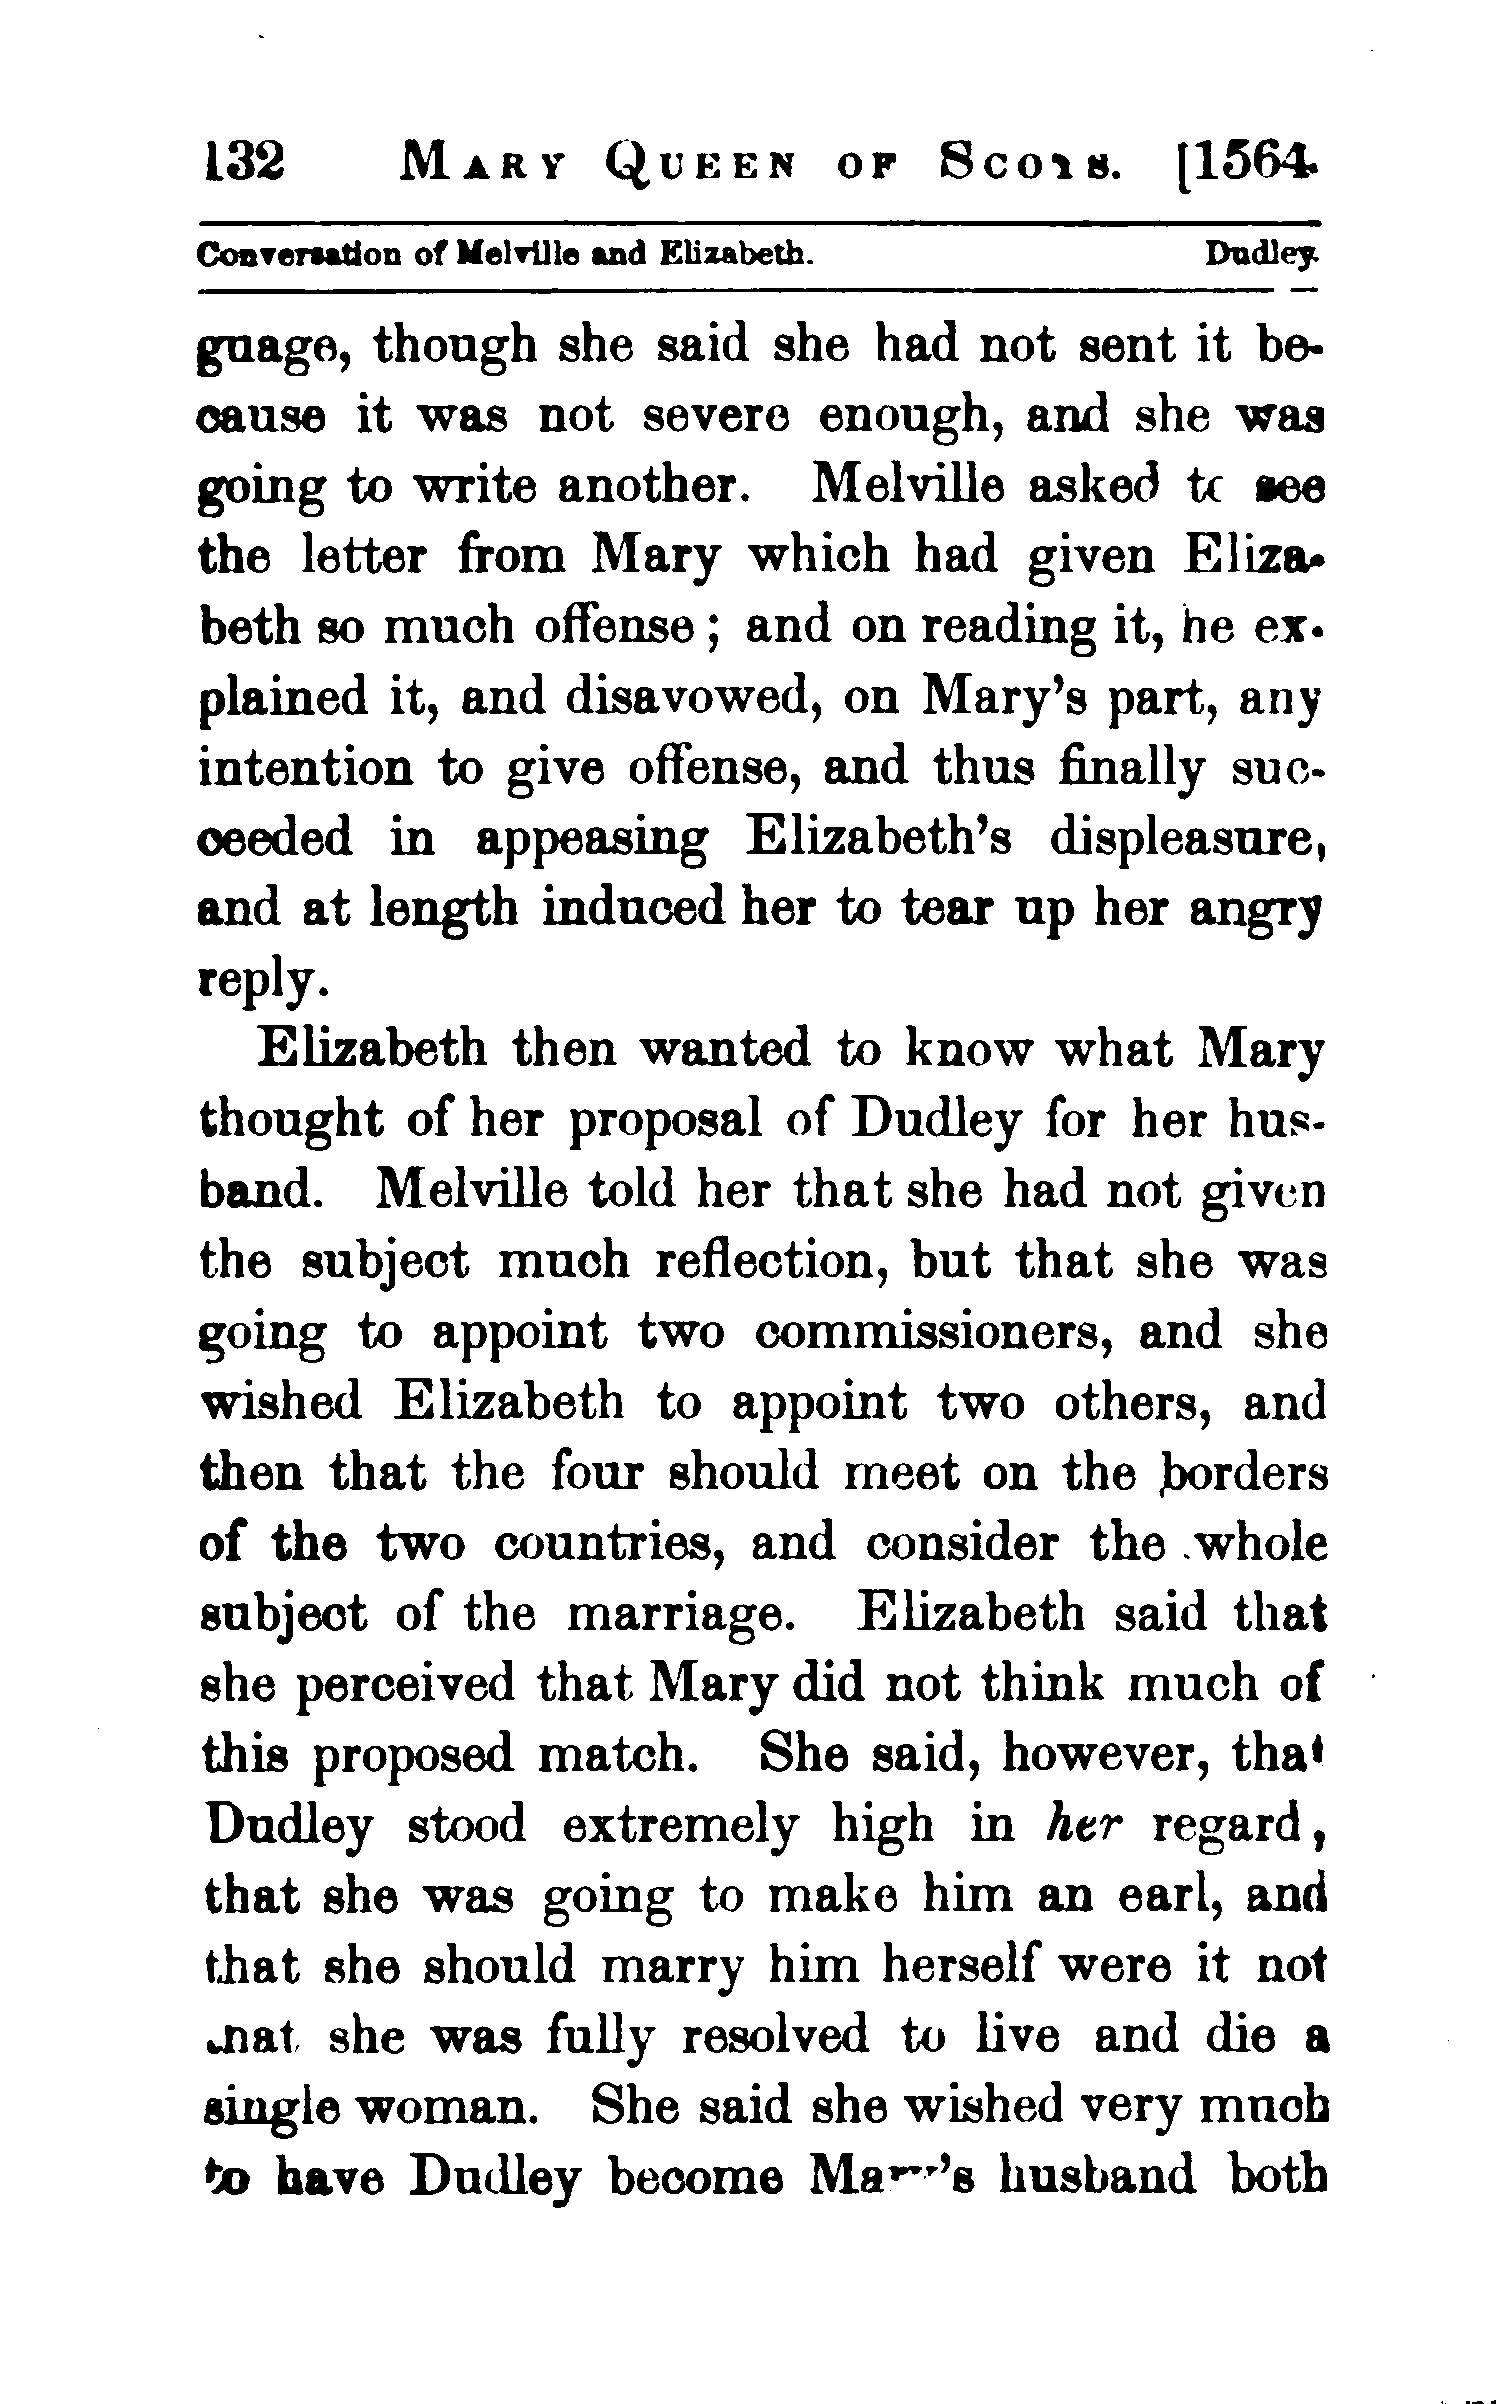 132 MARY QUEEN OF SCOTS. [1564.
Conversation of Melville and Elizabeth. Dudley.
guage, though she said she had not sent it be-
cause it was not severe enough, and she was
going to write another. Melville asked to see
the letter from Mary which had given Eliza-
beth so much offense; and on reading it, he ex-
plained it, and disavowed, on Mary's part, any
intention to give offense, and thus finally suc-
ceeded in appeasing Elizabeth's displeasure,
and at length induced her to tear up her angry
reply.
Elizabeth then wanted to know what Mary
thought of her proposal of Dudley for her hus-
band. Melville told her that she had not given
the subject much reflection, but that she was
going to appoint two commissioners, and she
wished Elizabeth to appoint two others, and
then that the four should meet on the borders
of the two countries, and consider the whole
subject of the marriage. Elizabeth said that
she perceived that Mary did not think much of
this proposed match. She said, however, that
Dudley stood extremely high in her regard,
that she was going to make him an earl, and
that she should marry him herself were it not
that she was fully resolved to live and die a
single woman. She said she wished very much
to have Dudley become Mary's husband both